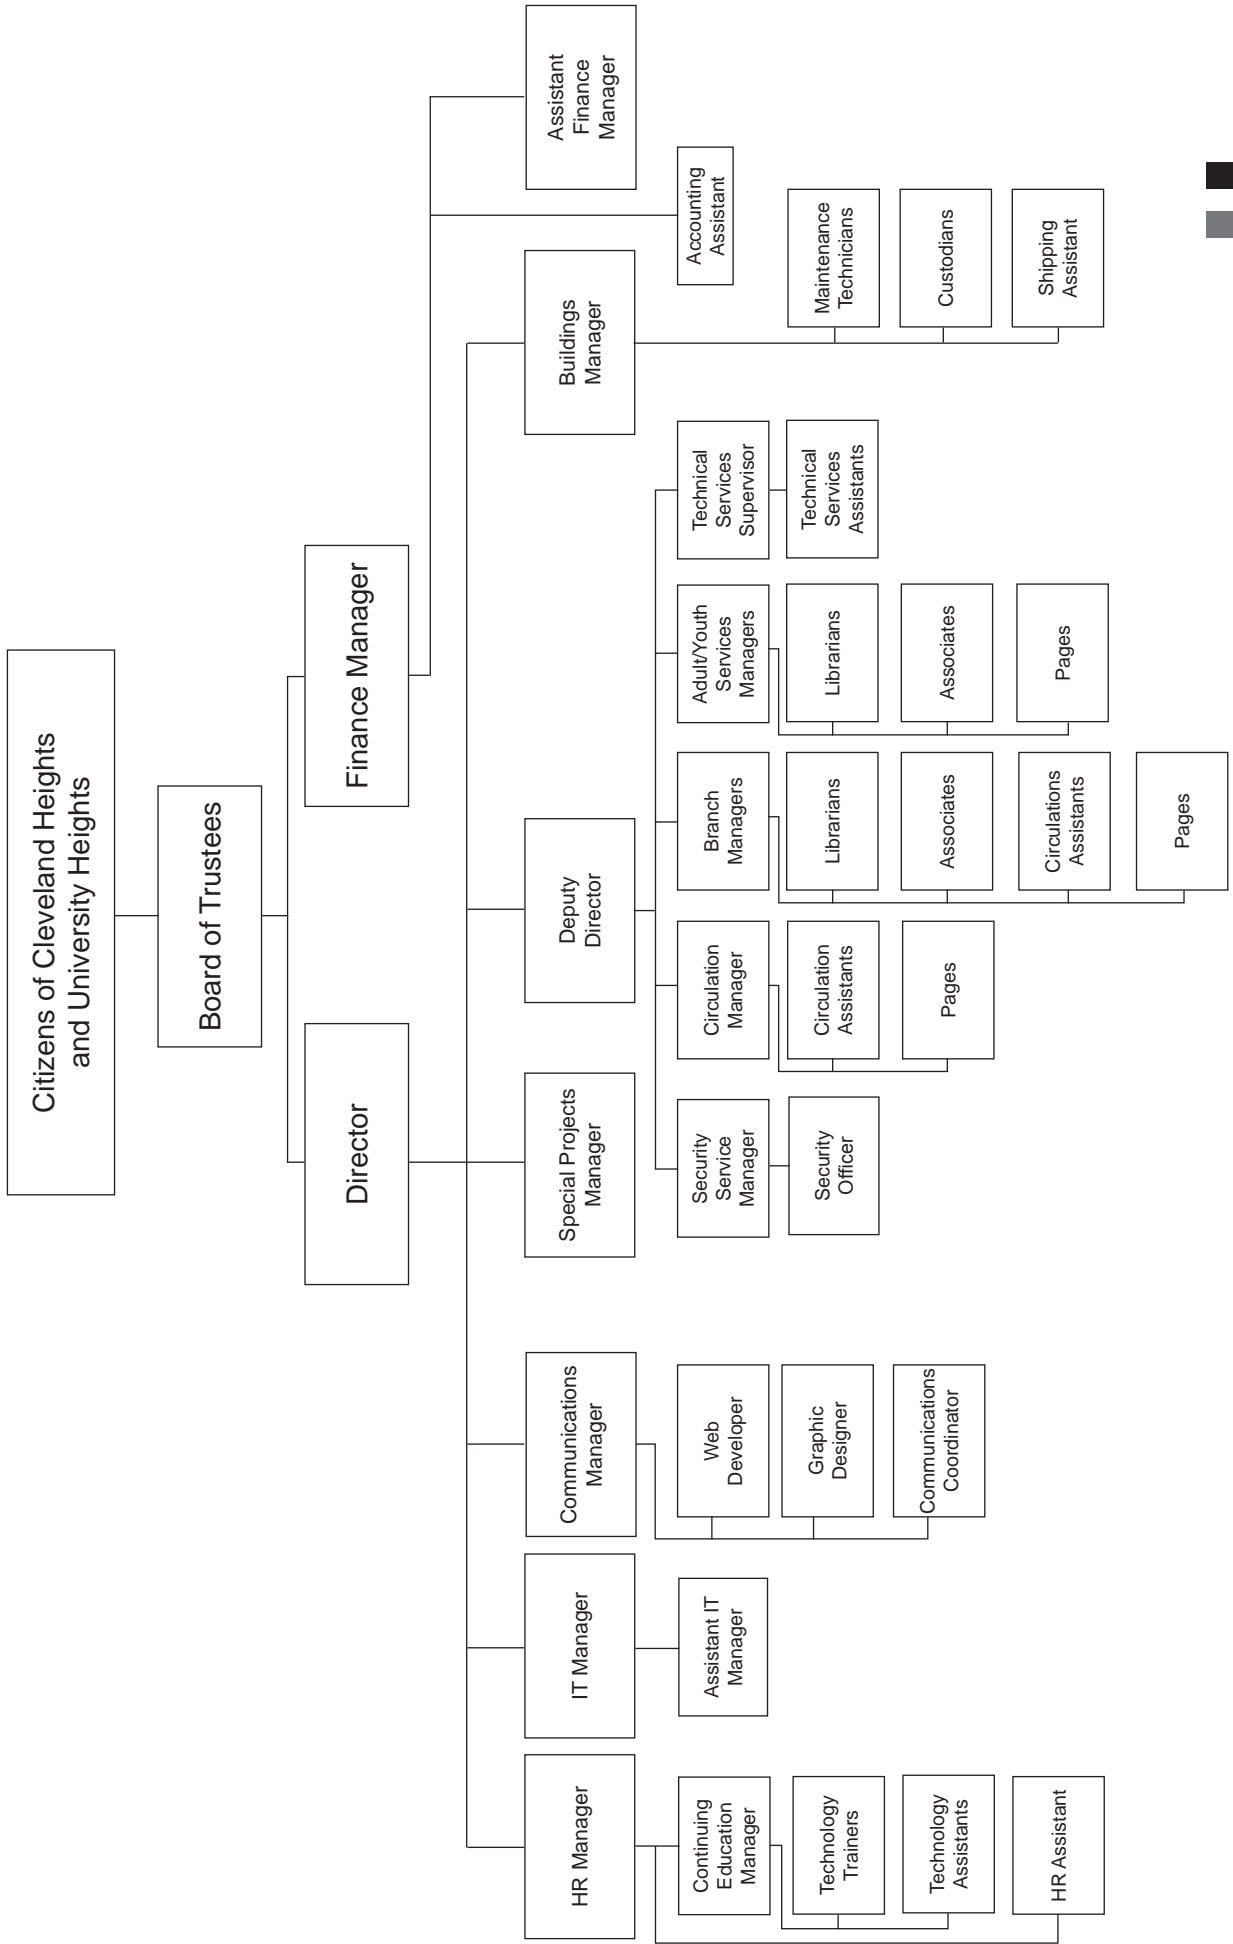 Citizens of Cleveland Heights
and University Heights
Board of Trustees
Director
Finance Manager
HR Manager
IT Manager
Communications
Manager
Special Projects
Manager
Deputy
Director
Buildings
Manager
Assistant
Finance
Manager
Continuing
Education
Manager
Technology
Trainers
Technology
Assistants
HR Assistant
Assistant IT
Manager
Web
Developer
Graphic
Designer
Communications
Coordinator
Security
Service
Manager
Security
Officer
Circulation
Manager
Circulation
Assistants
Pages
Branch
Managers
Librarians
Associates
Circulations
Assistants
Pages
Adult/Youth
Services
Managers
Librarians
Associates
Pages
Technical
Services
Supervisor
Technical
Services
Assistants
Maintenance
Technicians
Custodians
Shipping
Assistant
Accounting
Assistant